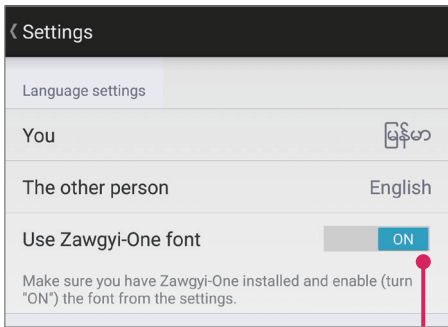 Settings
Language settings
You မြန်မာ
The other person English
Use Zawgyi-One font ON
Make sure you have Zawgyi-One installed and enable (turn
"ON") the font from the settings.